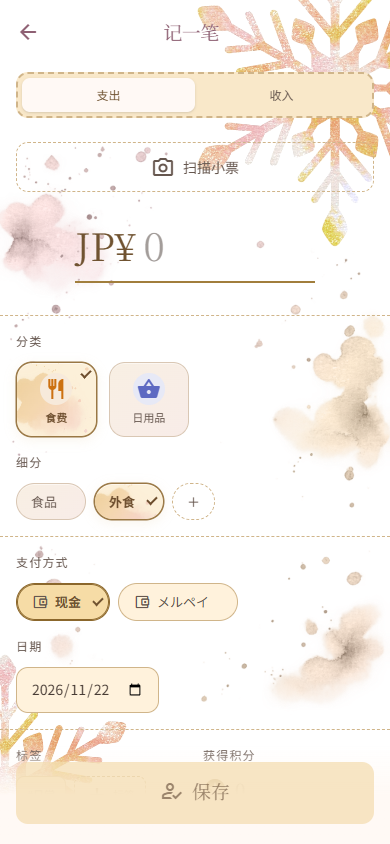 记一笔
支出 收入
扫描小票
JP¥ 0
分类
食费 日用品
细分
食品 外食 +
支付方式
现金 メルペイ
日期
2026/11/22
标签 获得积分
保存